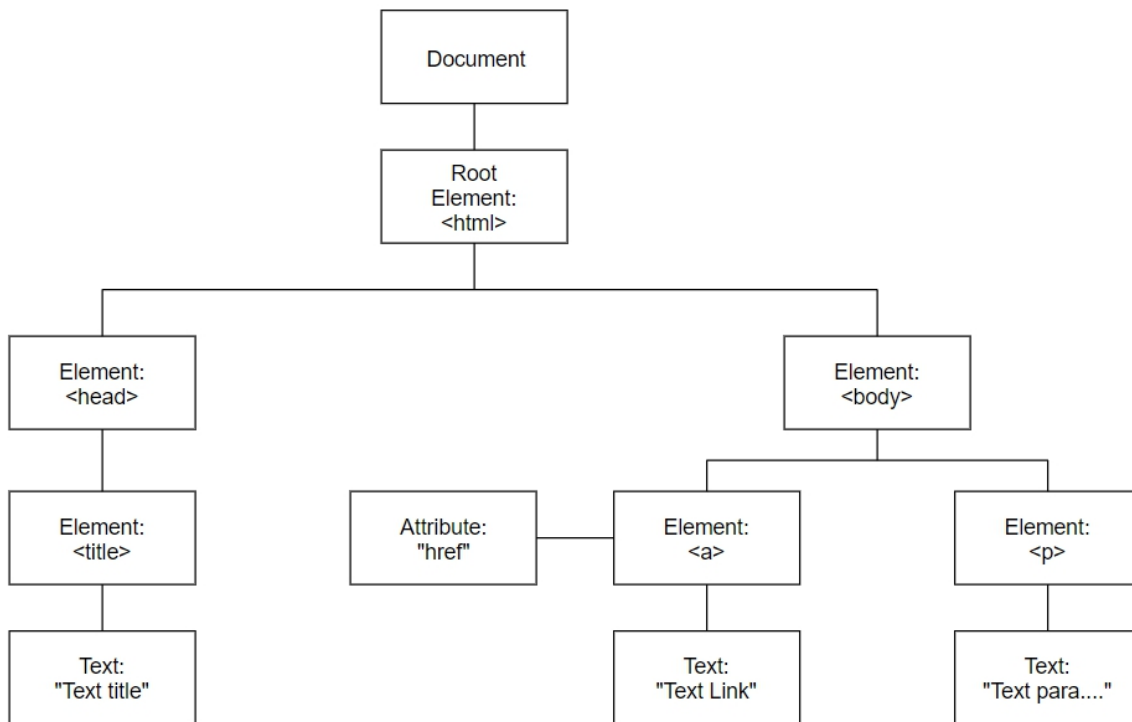 Document
Root
Element:
<html>
Element:
<head>
Element:
<body>
Element:
<title>
Attribute:
"href"
Element:
<a>
Element:
<p>
Text:
"Text title"
Text:
"Text Link"
Text:
"Text para...."